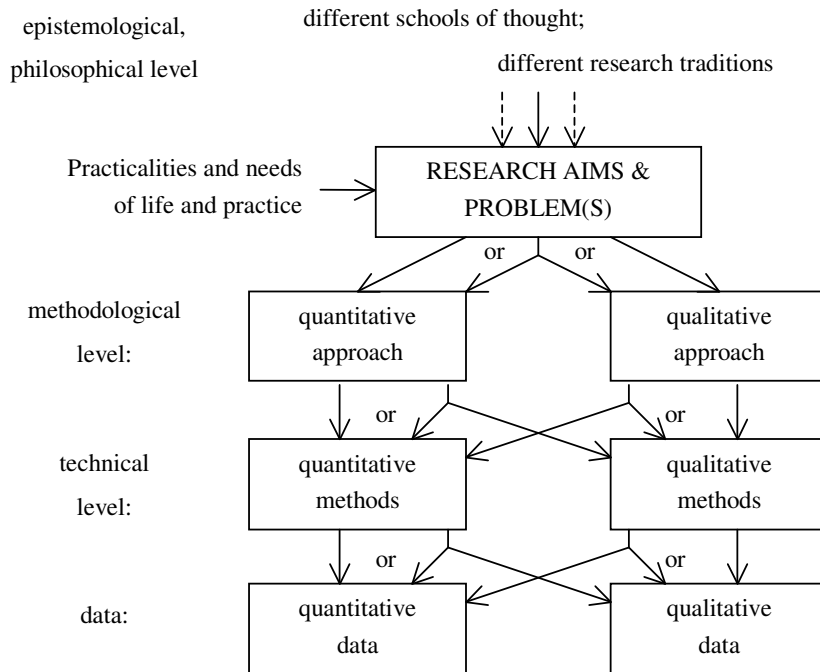 epistemological,
philosophical level
different schools of thought;
different research traditions
Practicalities and needs
of life and practice
RESEARCH AIMS &
PROBLEM(S)
or
or
methodological
level:
quantitative
approach
qualitative
approach
or
or
technical
level:
quantitative
methods
qualitative
methods
or
or
data:
quantitative
data
qualitative
data